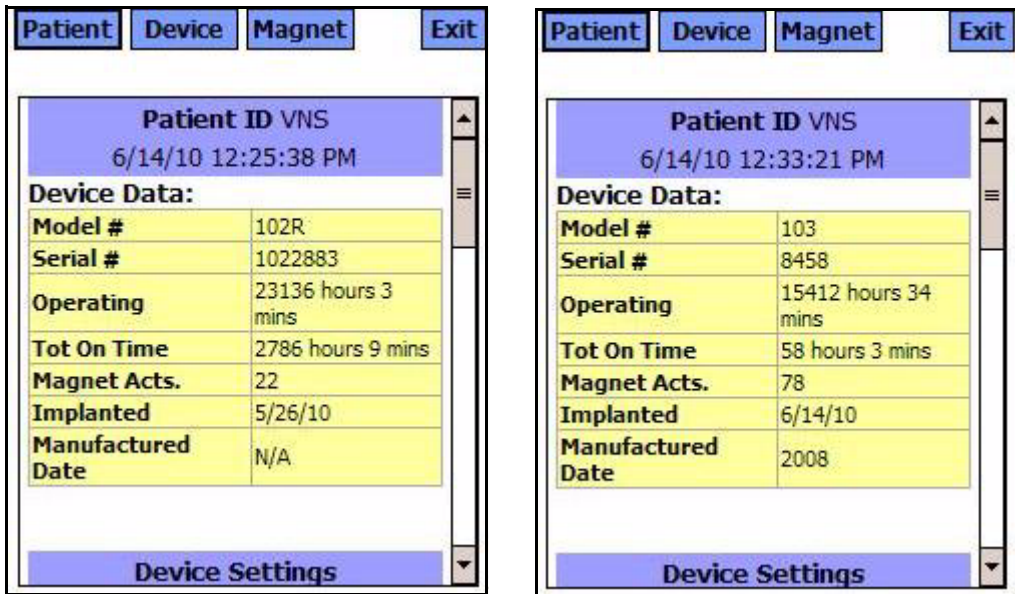 Patient Device Magnet Exit
Patient ID VNS
6/14/10 12:25:38 PM
Device Data:
Model # 102R
Serial # 1022883
Operating 23136 hours 3
mins
Tot On Time 2786 hours 9 mins
Magnet Acts. 22
Implanted 5/26/10
Manufactured
Date N/A
Device Settings
Patient Device Magnet Exit
Patient ID VNS
6/14/10 12:33:21 PM
Device Data:
Model # 103
Serial # 8458
Operating 15412 hours 34
mins
Tot On Time 58 hours 3 mins
Magnet Acts. 78
Implanted 6/14/10
Manufactured
Date 2008
Device Settings